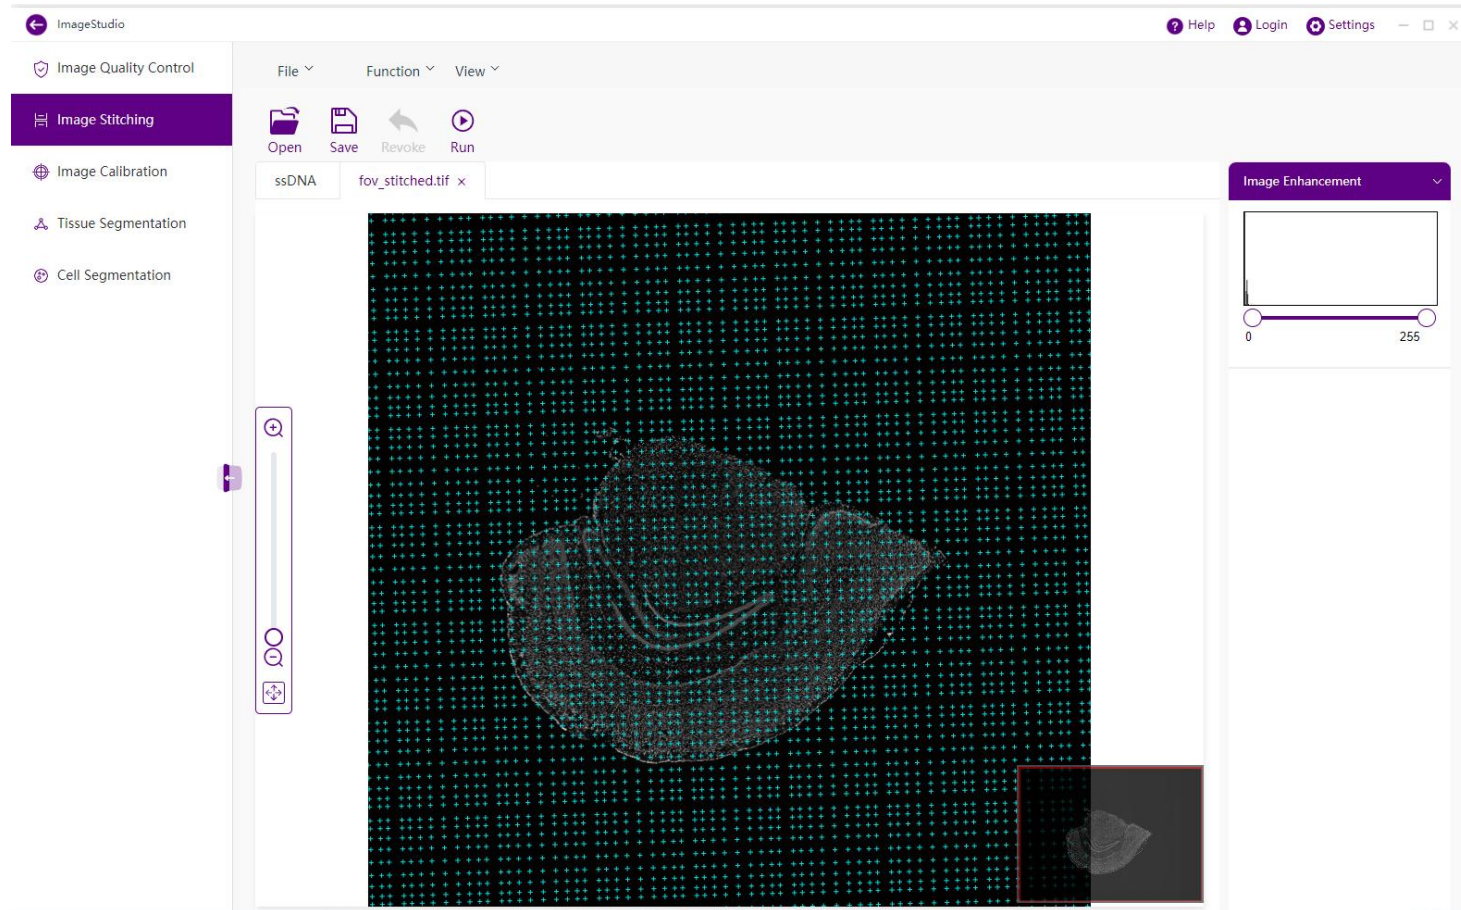 ImageStudio
Help Login Settings
Image Quality Control
Image Stitching
Image Calibration
Tissue Segmentation
Cell Segmentation
File Function View
Open Save Revoke Run
ssDNA fov_stitched.tif ×
Image Enhancement
0 255